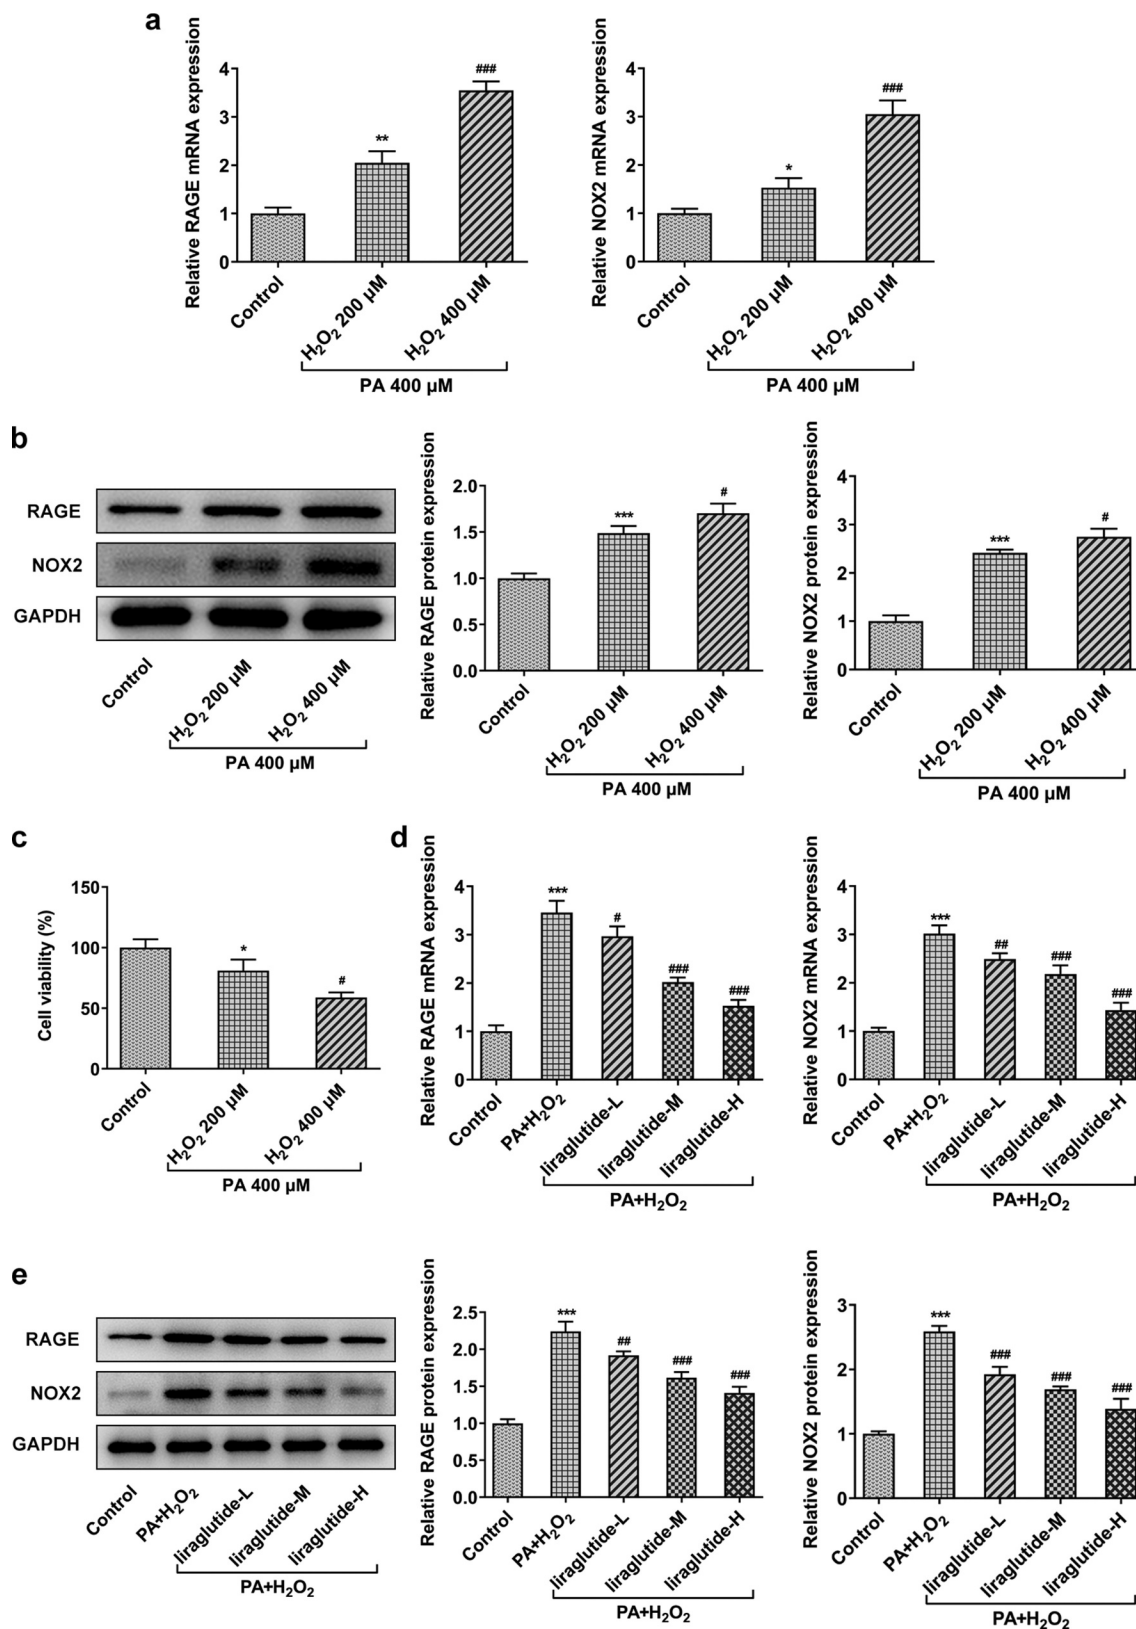 a
Relative RAGE mRNA expression
4
3
2
1
0
**
###
Control
H₂O₂ 200 µM
H₂O₂ 400 µM
PA 400 µM
Relative NOX2 mRNA expression
4
3
2
1
0
*
###
Control
H₂O₂ 200 µM
H₂O₂ 400 µM
PA 400 µM
b
RAGE
NOX2
GAPDH
Control
H₂O₂ 200 µM
H₂O₂ 400 µM
PA 400 µM
Relative RAGE protein expression
2.0
1.5
1.0
0.5
0.0
***
#
Control
H₂O₂ 200 µM
H₂O₂ 400 µM
PA 400 µM
Relative NOX2 protein expression
4
3
2
1
0
***
#
Control
H₂O₂ 200 µM
H₂O₂ 400 µM
PA 400 µM
c
Cell viability (%)
150
100
50
0
*
#
Control
H₂O₂ 200 µM
H₂O₂ 400 µM
PA 400 µM
d
Relative RAGE mRNA expression
4
3
2
1
0
***
#
###
###
Control
PA+H₂O₂
liraglutide-L
liraglutide-M
liraglutide-H
PA+H₂O₂
Relative NOX2 mRNA expression
4
3
2
1
0
***
##
###
###
Control
PA+H₂O₂
liraglutide-L
liraglutide-M
liraglutide-H
PA+H₂O₂
e
RAGE
NOX2
GAPDH
Control
PA+H₂O₂
liraglutide-L
liraglutide-M
liraglutide-H
PA+H₂O₂
Relative RAGE protein expression
2.5
2.0
1.5
1.0
0.5
0.0
***
##
###
###
Control
PA+H₂O₂
liraglutide-L
liraglutide-M
liraglutide-H
PA+H₂O₂
Relative NOX2 protein expression
3
2
1
0
***
###
###
###
Control
PA+H₂O₂
liraglutide-L
liraglutide-M
liraglutide-H
PA+H₂O₂